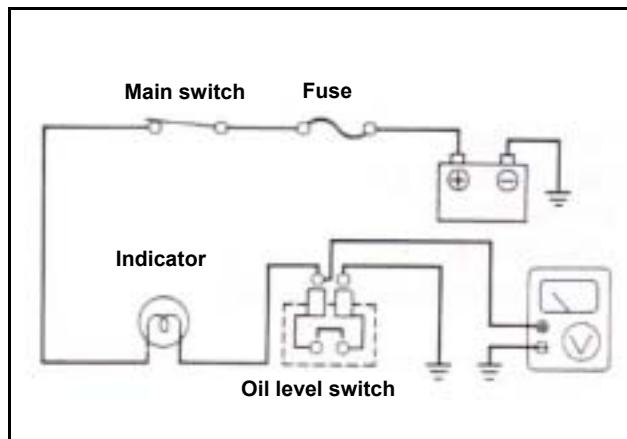 Main switch
Fuse
+ −
Indicator
V
Oil level switch